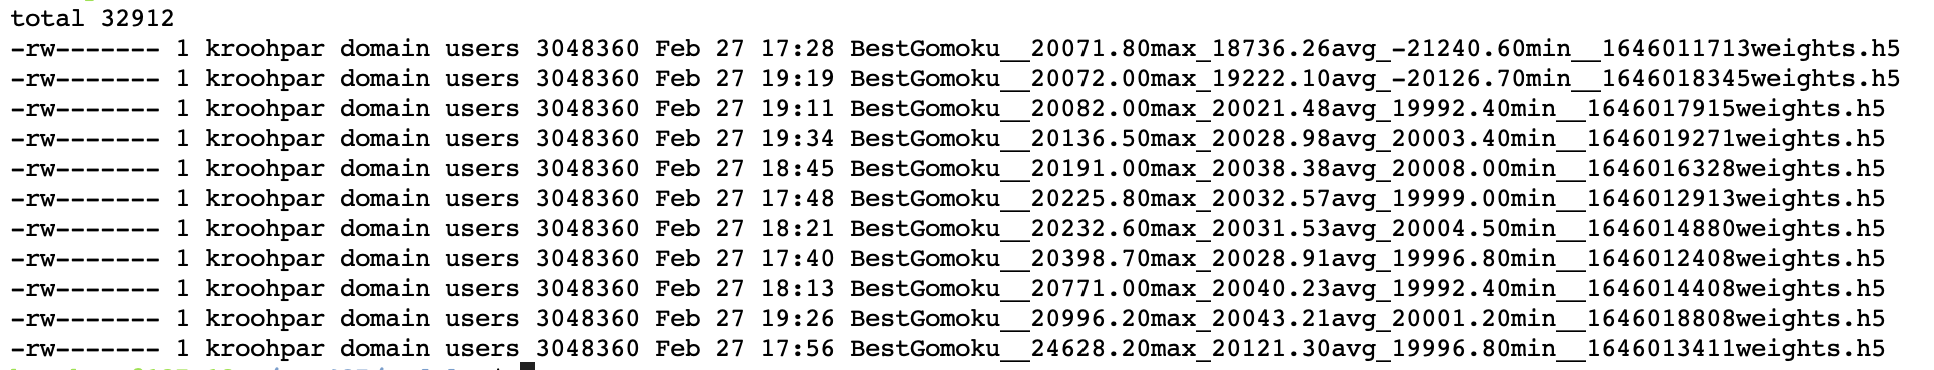 total 32912
-rw------- 1 kroohpar domain users 3048360 Feb 27 17:28 BestGomoku__20071.80max_18736.26avg_-21240.60min__1646011713weights.h5
-rw------- 1 kroohpar domain users 3048360 Feb 27 19:19 BestGomoku__20072.00max_19222.10avg_-20126.70min__1646018345weights.h5
-rw------- 1 kroohpar domain users 3048360 Feb 27 19:11 BestGomoku__20082.00max_20021.48avg_19992.40min__1646017915weights.h5
-rw------- 1 kroohpar domain users 3048360 Feb 27 19:34 BestGomoku__20136.50max_20028.98avg_20003.40min__1646019271weights.h5
-rw------- 1 kroohpar domain users 3048360 Feb 27 18:45 BestGomoku__20191.00max_20038.38avg_20008.00min__1646016328weights.h5
-rw------- 1 kroohpar domain users 3048360 Feb 27 17:48 BestGomoku__20225.80max_20032.57avg_19999.00min__1646012913weights.h5
-rw------- 1 kroohpar domain users 3048360 Feb 27 18:21 BestGomoku__20232.60max_20031.53avg_20004.50min__1646014880weights.h5
-rw------- 1 kroohpar domain users 3048360 Feb 27 17:40 BestGomoku__20398.70max_20028.91avg_19996.80min__1646012408weights.h5
-rw------- 1 kroohpar domain users 3048360 Feb 27 18:13 BestGomoku__20771.00max_20040.23avg_19992.40min__1646014408weights.h5
-rw------- 1 kroohpar domain users 3048360 Feb 27 19:26 BestGomoku__20996.20max_20043.21avg_20001.20min__1646018808weights.h5
-rw------- 1 kroohpar domain users 3048360 Feb 27 17:56 BestGomoku__24628.20max_20121.30avg_19996.80min__1646013411weights.h5